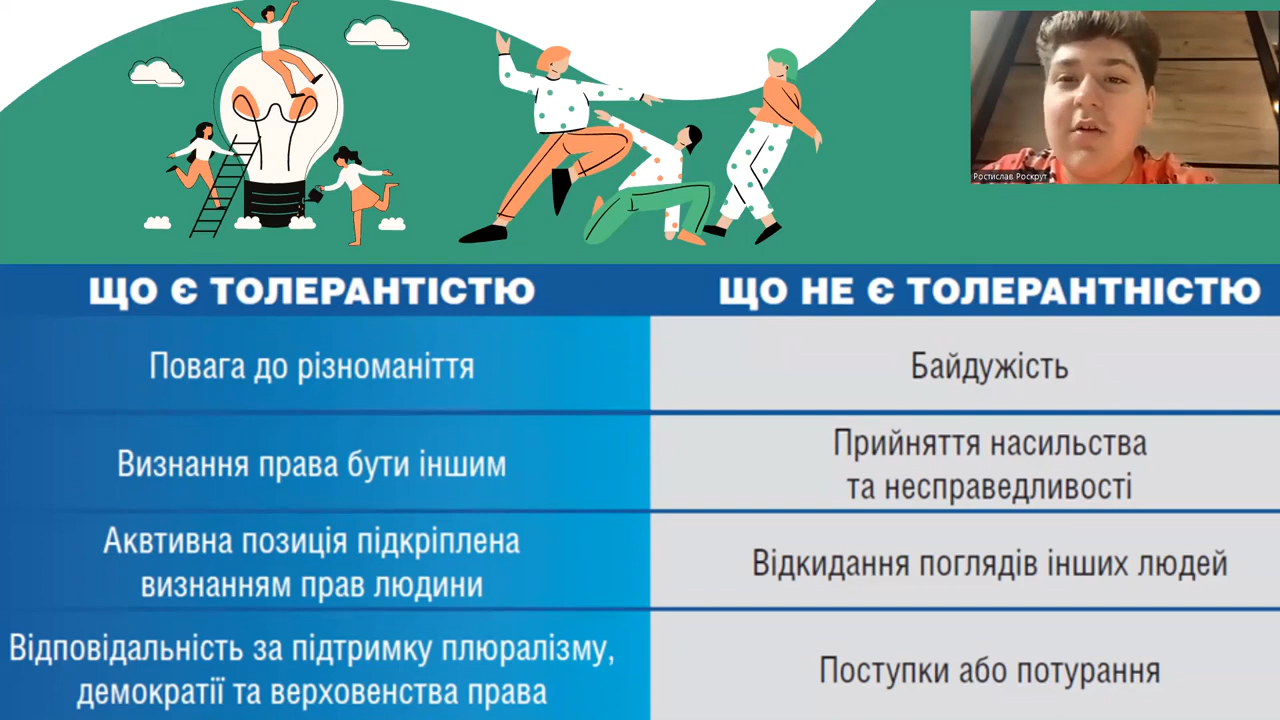 Ростислав Роскрут
ЩО Є ТОЛЕРАНТІСТЮ
ЩО НЕ Є ТОЛЕРАНТНІСТЮ
Повага до різноманіття
Байдужість
Визнання права бути іншим
Прийняття насильства
та несправедливості
Аквтивна позиція підкріплена
визнанням прав людини
Відкидання поглядів інших людей
Відповідальність за підтримку плюралізму,
демократії та верховенства права
Поступки або потурання